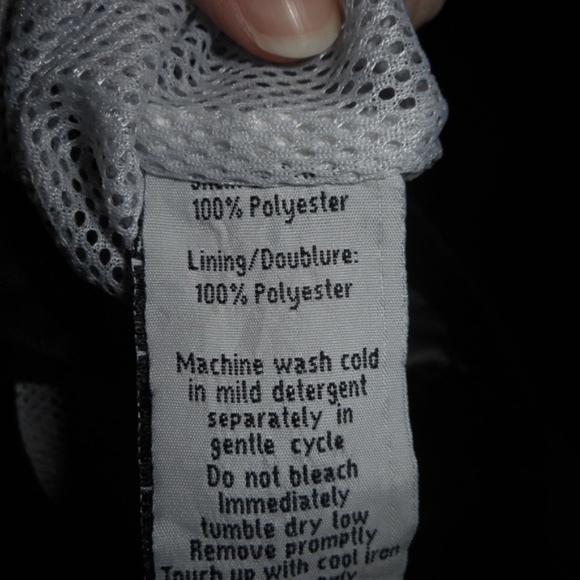 100% Polyester
Lining/Doublure:
100% Polyester
Machine wash cold
in mild detergent
separately in
gentle cycle
Do not bleach
Immediately
tumble dry low
Remove promptly
Touch up with cool iron